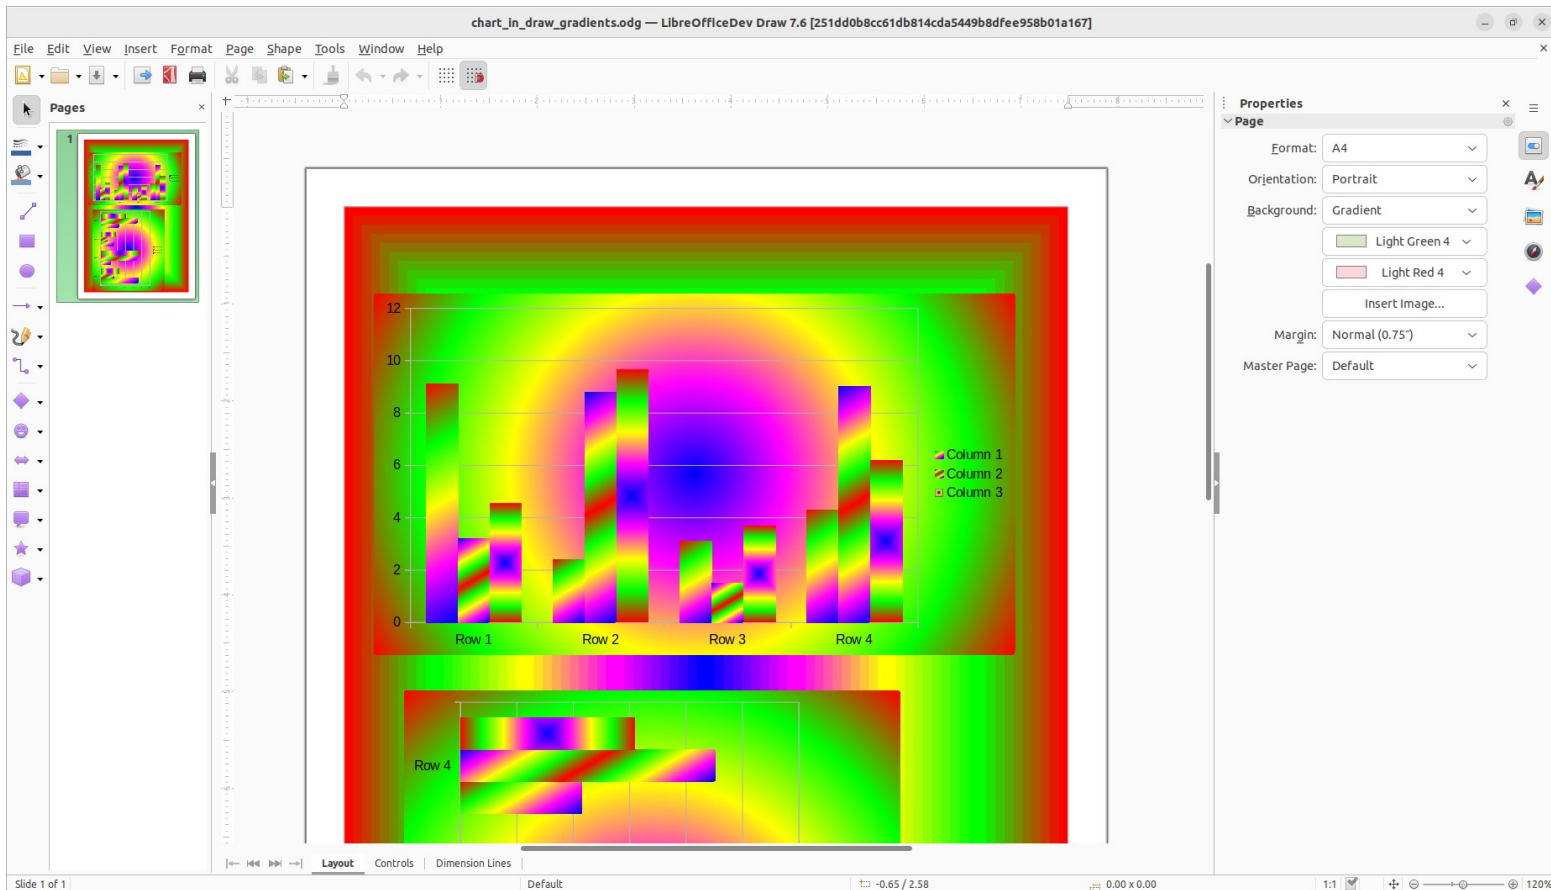 chart_in_draw_gradients.odg — LibreOfficeDev Draw 7.6 [251dd0b8cc61db814cda5449b8dfee958b01a167]
File Edit View Insert Format Page Shape Tools Window Help
Pages
1
Properties
Page
Format: A4
Orientation: Portrait
Background: Gradient
Light Green 4
Light Red 4
Insert Image...
Margin: Normal (0.75″)
Master Page: Default
12
10
8
6
4
2
0
Row 1 Row 2 Row 3 Row 4
Column 1
Column 2
Column 3
Row 4
Layout Controls Dimension Lines
Slide 1 of 1 Default -0.65 / 2.58 0.00 x 0.00 1:1 120%